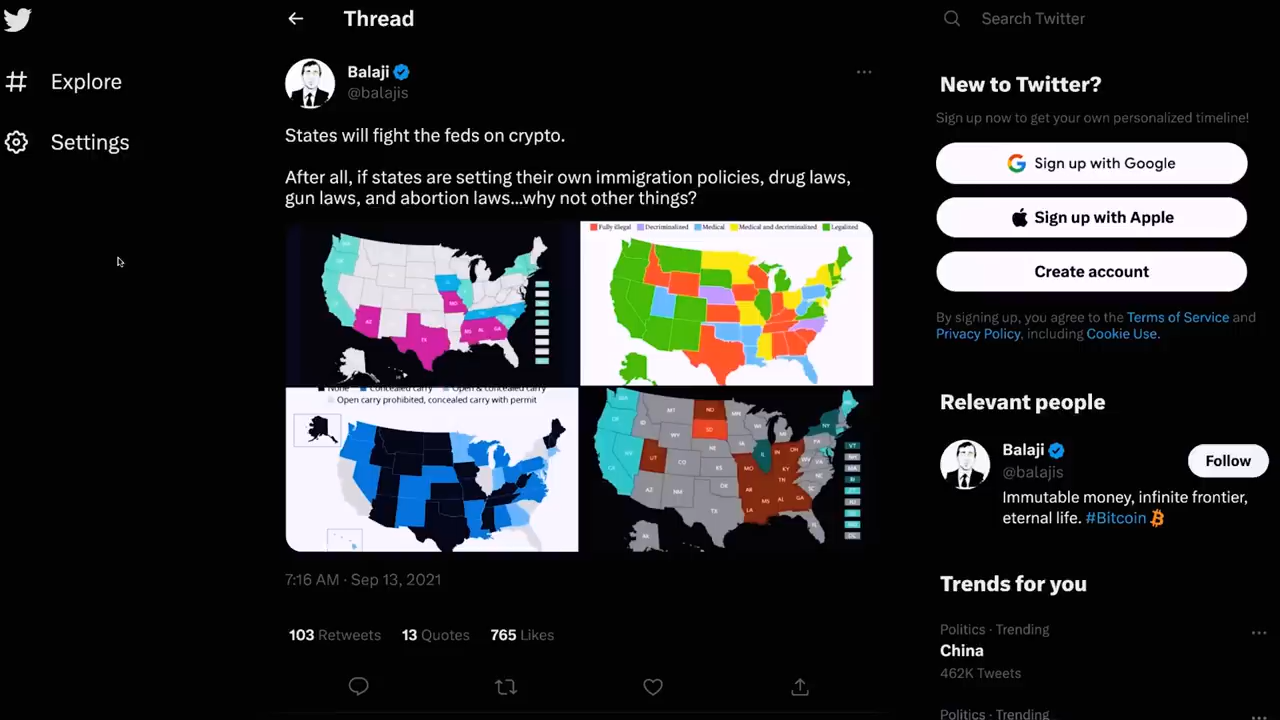 Thread
Search Twitter
Explore
Settings
Balaji
@balajis
States will fight the feds on crypto.
After all, if states are setting their own immigration policies, drug laws,
gun laws, and abortion laws...why not other things?
Fully illegal Decriminalized Medical Medical and decriminalized Legalized
None Concealed carry Open & concealed carry
Open carry prohibited, concealed carry with permit
7:16 AM · Sep 13, 2021
103 Retweets 13 Quotes 765 Likes
New to Twitter?
Sign up now to get your own personalized timeline!
Sign up with Google
Sign up with Apple
Create account
By signing up, you agree to the Terms of Service and
Privacy Policy, including Cookie Use.
Relevant people
Balaji
@balajis
Follow
Immutable money, infinite frontier,
eternal life. #Bitcoin
Trends for you
Politics · Trending
China
462K Tweets
Politics · Trending